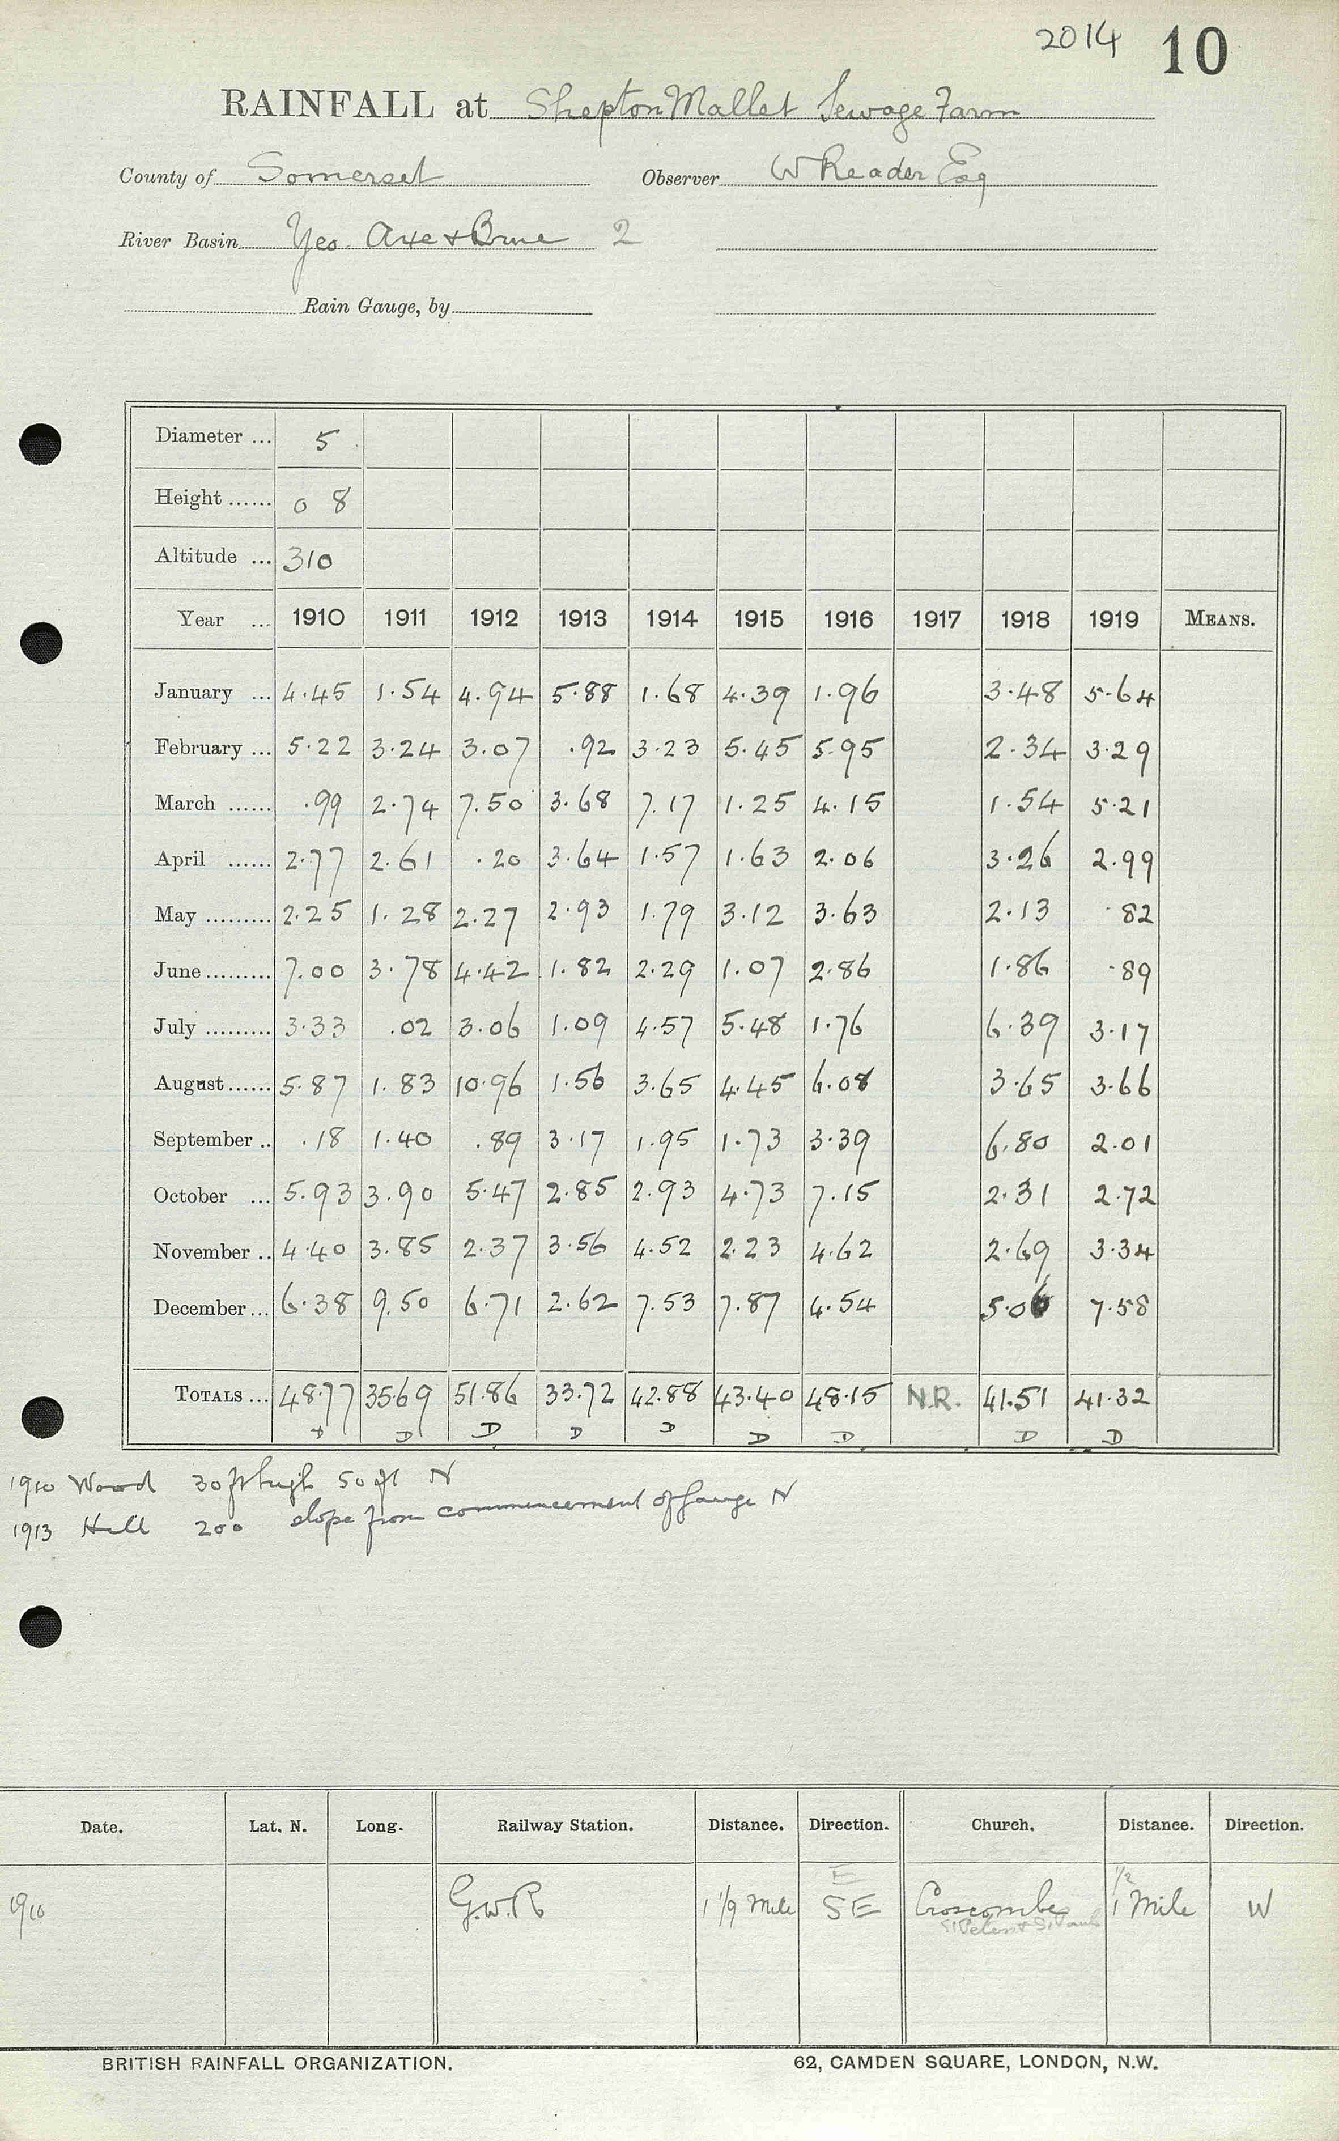 2014 10
RAINFALL at Shepton Mallet Sewage Farm
County of Somerset Observer W Reader Esq
River Basin Yeo Axe & Brue 2
Rain Gauge, by
Diameter ... 5
Height ...... 0 8
Altitude ... 310
Year ... 1910 1911 1912 1913 1914 1915 1916 1917 1918 1919 MEANS.
January ... 4.45 1.54 4.94 5.88 1.68 4.39 1.96 3.48 5.64
February ... 5.22 3.24 3.07 .92 3.23 5.45 5.95 2.34 3.29
March ...... .99 2.74 7.50 3.68 7.17 1.25 4.15 1.54 5.21
April ...... 2.77 2.61 .20 3.64 1.57 1.63 2.06 3.26 2.99
May ......... 2.25 1.28 2.27 2.93 1.79 3.12 3.63 2.13 .82
June ......... 7.00 3.78 4.42 1.82 2.29 1.07 2.86 1.86 .89
July ......... 3.33 .02 3.06 1.09 4.57 5.48 1.76 6.39 3.17
August ...... 5.87 1.83 10.96 1.56 3.65 4.45 6.08 3.65 3.66
September .. .18 1.40 .89 3.17 1.95 1.73 3.39 6.80 2.01
October ... 5.93 3.90 5.47 2.85 2.93 4.73 7.15 2.31 2.72
November .. 4.40 3.85 2.37 3.56 4.52 2.23 4.62 2.69 3.34
December ... 6.38 9.50 6.71 2.62 7.53 7.87 4.54 5.06 7.58
TOTALS ... 48.77 35.69 51.86 33.72 42.88 43.40 48.15 N.R. 41.51 41.32
D D D D D D D D D
1910 Wood 30 ft high 50 ft N
1913 Hill 200 slope from commencement of gauge N
Date. Lat. N. Long. Railway Station. Distance. Direction. Church. Distance. Direction.
E 1/2
1910 G.W.R 1 1/9 Mile SE Croscombe 1 Mile W
St Peter & St Paul
BRITISH RAINFALL ORGANIZATION. 62, CAMDEN SQUARE, LONDON, N.W.